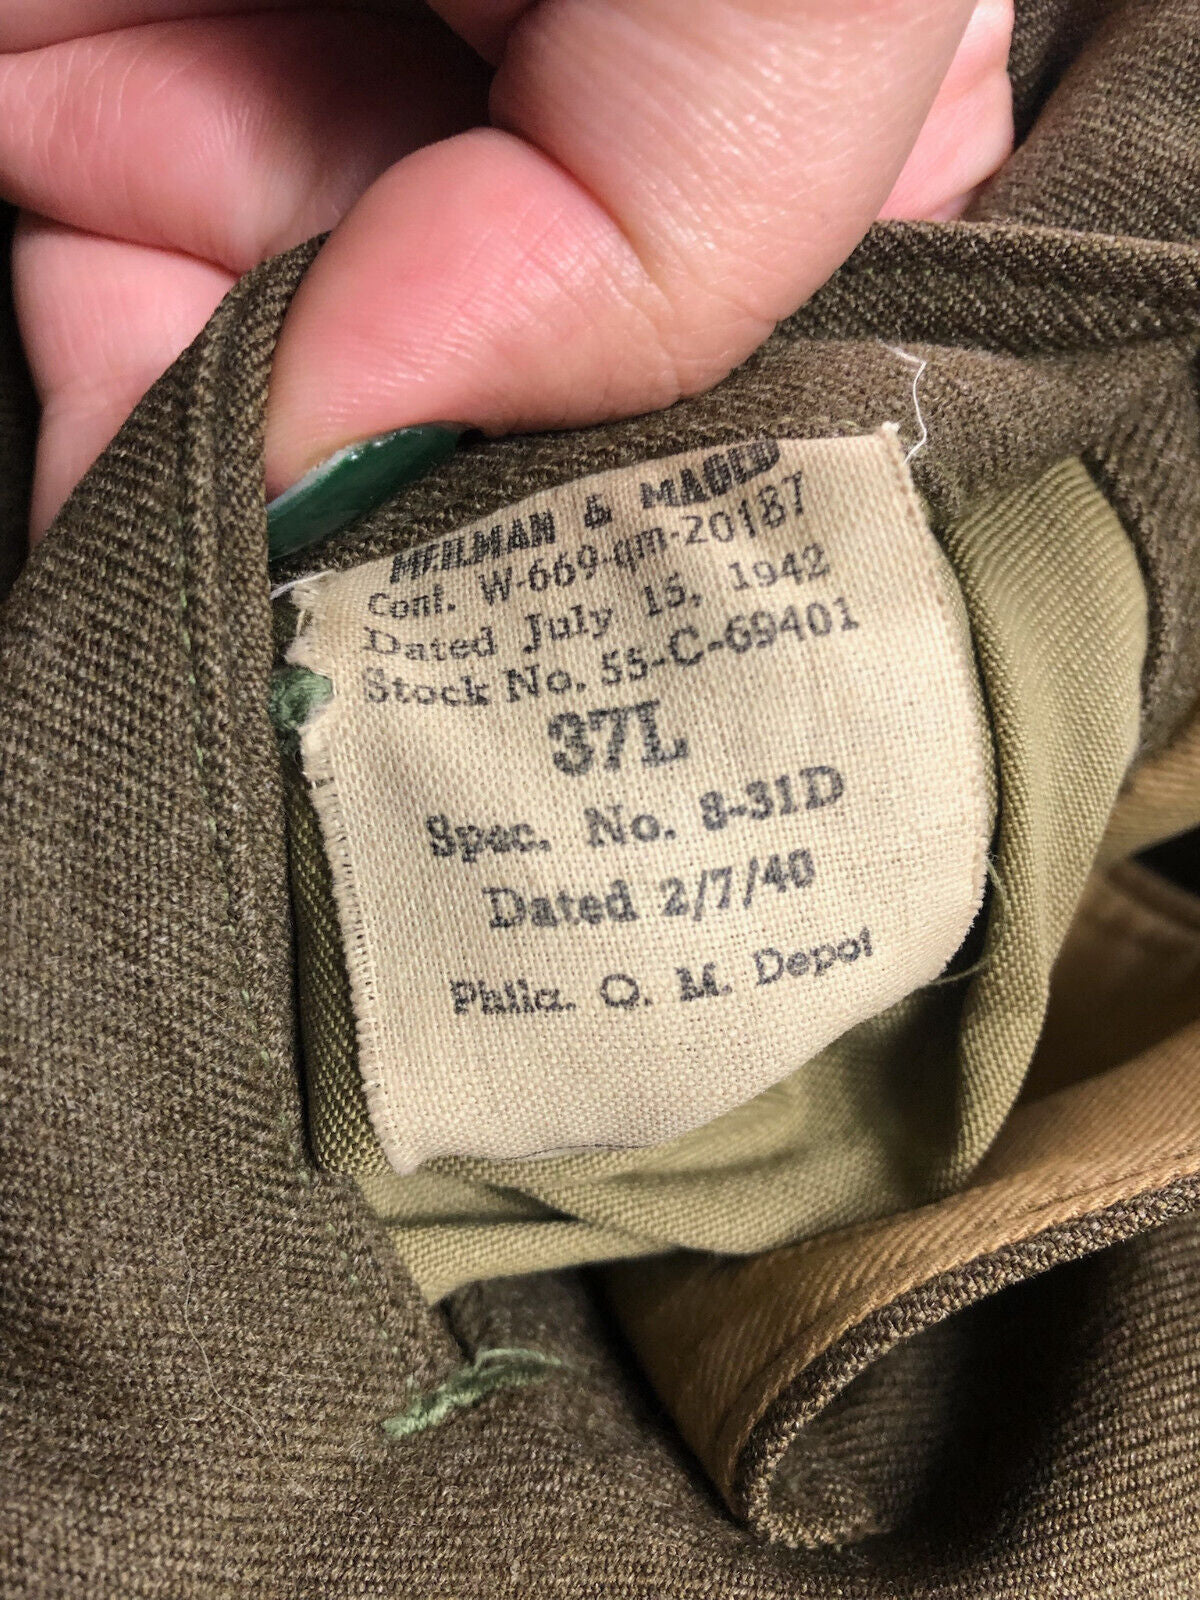 & MAGED
Cont. W-669-qm-20187
Dated July 15, 1942
Stock No. 55-C-69401
37L
Spec. No. 8-31D
Dated 2/7/40
Phila. Q. M. Depot